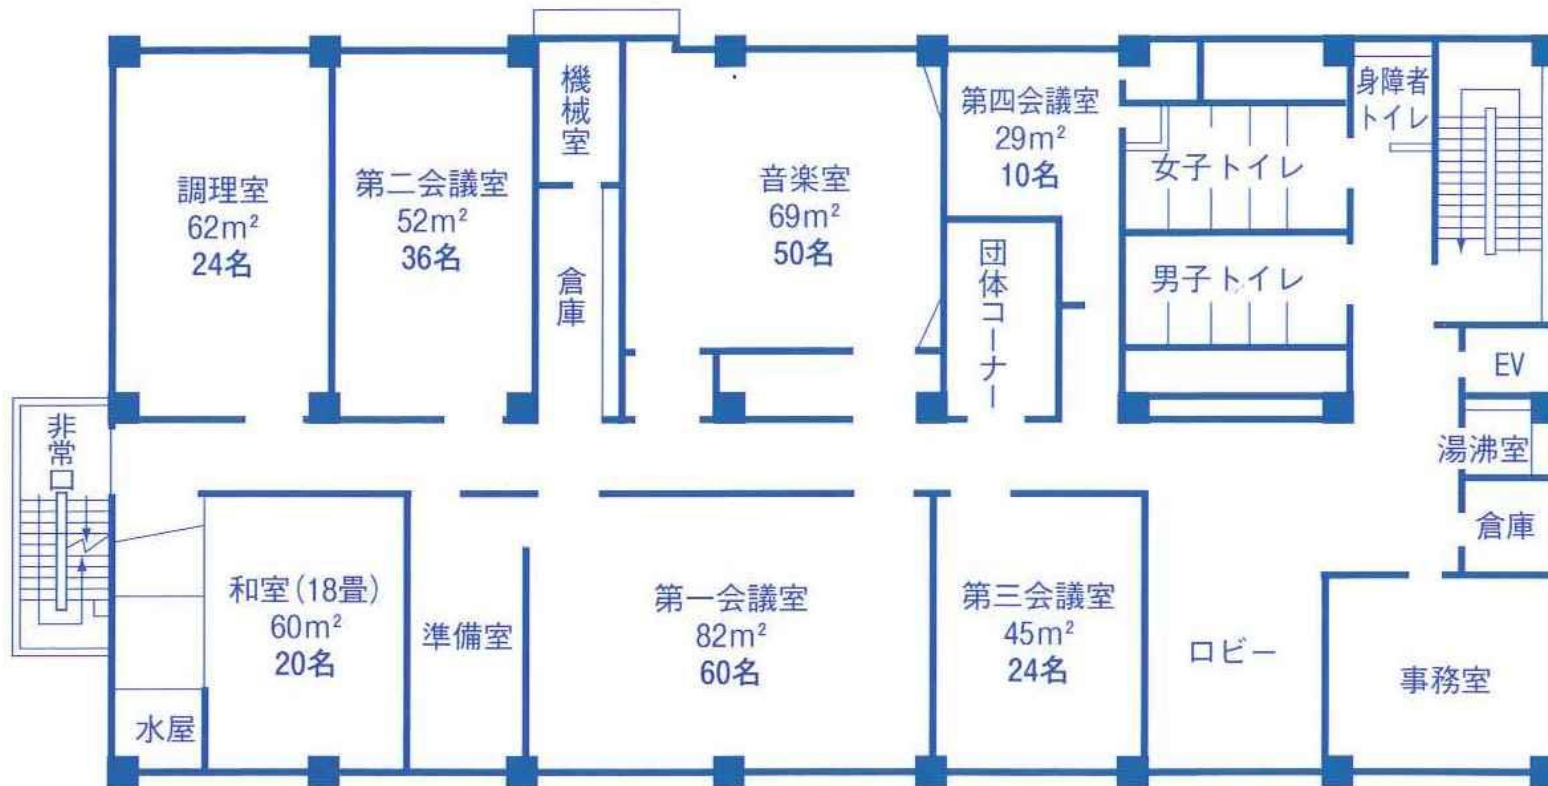 調理室
62m²
24名
第二会議室
52m²
36名
機械室
倉庫
音楽室
69m²
50名
第四会議室
29m²
10名
団体コーナー
女子トイレ
男子トイレ
身障者
トイレ
EV
湯沸室
倉庫
非常口
和室(18畳)
60m²
20名
水屋
準備室
第一会議室
82m²
60名
第三会議室
45m²
24名
ロビー
事務室